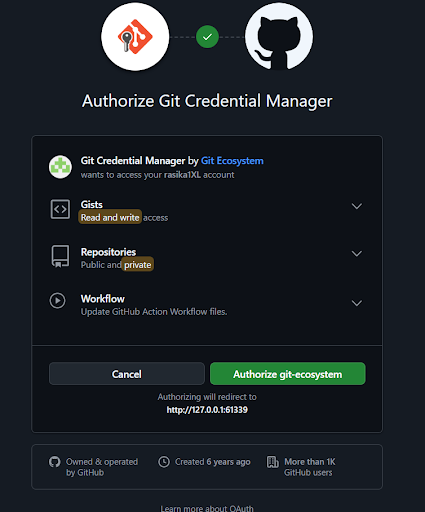 Authorize Git Credential Manager
Git Credential Manager by Git Ecosystem
wants to access your rasika1XL account
Gists
Read and write access
Repositories
Public and private
Workflow
Update GitHub Action Workflow files.
Cancel
Authorize git-ecosystem
Authorizing will redirect to
http://127.0.0.1:61339
Owned & operated
by GitHub
Created 6 years ago
More than 1K
GitHub users
Learn more about OAuth